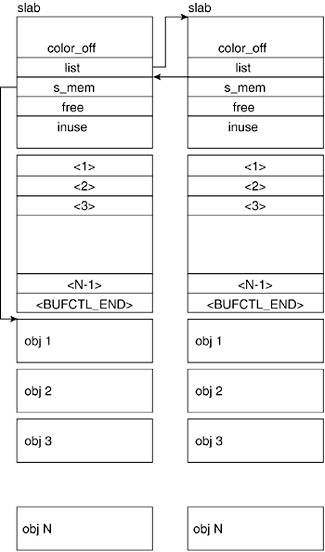 slab
color_off
list
s_mem
free
inuse
<1>
<2>
<3>
<N-1>
<BUFCTL_END>
obj 1
obj 2
obj 3
obj N
slab
color_off
list
s_mem
free
inuse
<1>
<2>
<3>
<N-1>
<BUFCTL_END>
obj 1
obj 2
obj 3
obj N